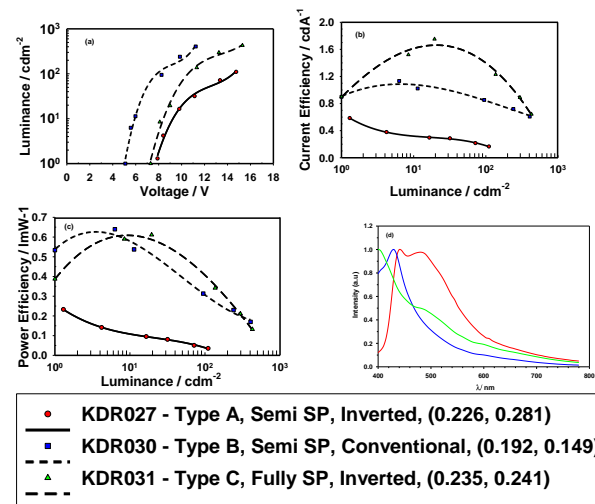 (a)
Luminance / cdm-2
10³
10²
10¹
10⁰
0 2 4 6 8 10 12 14 16 18
Voltage / V
(b)
Current Efficiency / cdA-1
2.0
1.6
1.2
0.8
0.4
0.0
10⁰ 10¹ 10² 10³
Luminance / cdm-2
(c)
Power Efficiency / lmW-1
0.7
0.6
0.5
0.4
0.3
0.2
0.1
0.0
10⁰ 10¹ 10² 10³
Luminance / cdm-2
(d)
Intensity (a.u)
1.0
0.8
0.6
0.4
0.2
0.0
400 500 600 700 800
λ/ nm
KDR027 - Type A, Semi SP, Inverted, (0.226, 0.281)
KDR030 - Type B, Semi SP, Conventional, (0.192, 0.149)
KDR031 - Type C, Fully SP, Inverted, (0.235, 0.241)